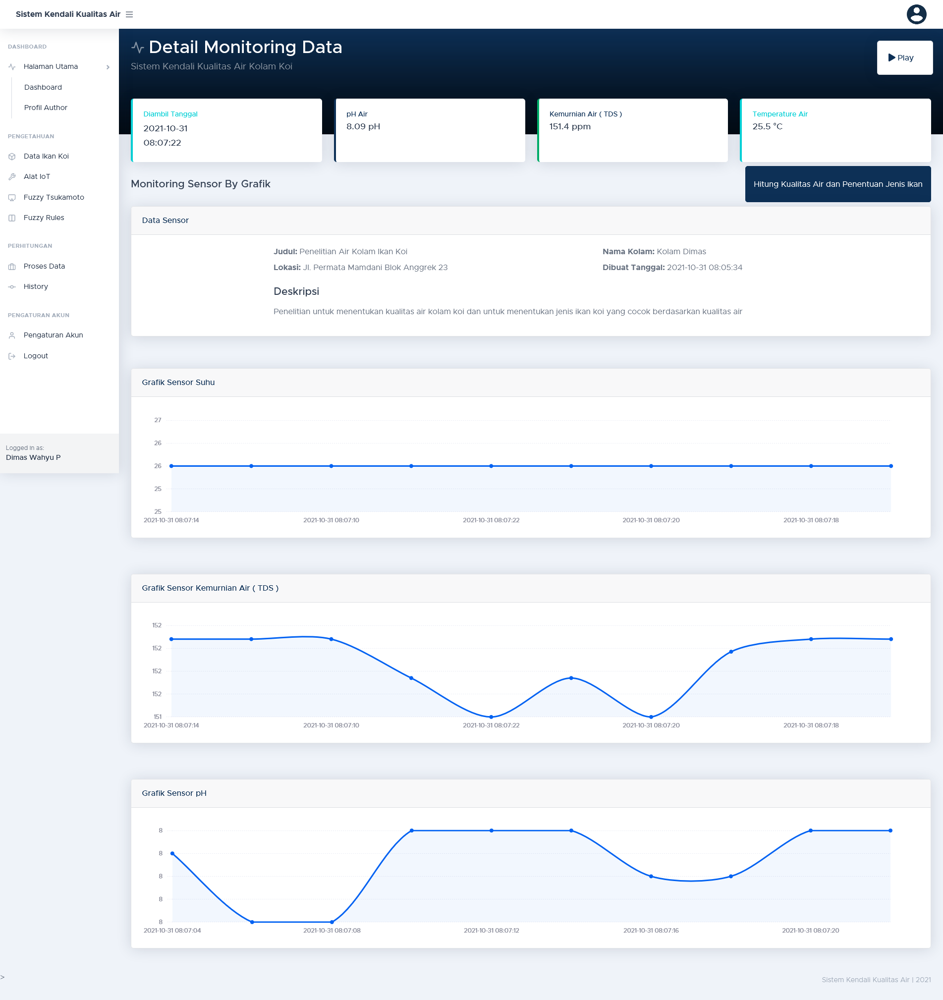 Sistem Kendali Kualitas Air
DASHBOARD
Halaman Utama
Dashboard
Profil Author
PENGETAHUAN
Data Ikan Koi
Alat IoT
Fuzzy Tsukamoto
Fuzzy Rules
PERHITUNGAN
Proses Data
History
PENGATURAN AKUN
Pengaturan Akun
Logout
Logged in as:
Dimas Wahyu P
Detail Monitoring Data
Sistem Kendali Kualitas Air Kolam Koi
Play
Diambil Tanggal
2021-10-31
08:07:22
pH Air
8.09 pH
Kemurnian Air ( TDS )
151.4 ppm
Temperature Air
25.5 °C
Monitoring Sensor By Grafik
Hitung Kualitas Air dan Penentuan Jenis Ikan
Data Sensor
Judul: Penelitian Air Kolam Ikan Koi
Nama Kolam: Kolam Dimas
Lokasi: Jl. Permata Mamdani Blok Anggrek 23
Dibuat Tanggal: 2021-10-31 08:05:34
Deskripsi
Penelitian untuk menentukan kualitas air kolam koi dan untuk menentukan jenis ikan koi yang cocok berdasarkan kualitas air
Grafik Sensor Suhu
27
26
26
25
25
2021-10-31 08:07:14 2021-10-31 08:07:10 2021-10-31 08:07:22 2021-10-31 08:07:20 2021-10-31 08:07:18
Grafik Sensor Kemurnian Air ( TDS )
152
152
152
152
151
2021-10-31 08:07:14 2021-10-31 08:07:10 2021-10-31 08:07:22 2021-10-31 08:07:20 2021-10-31 08:07:18
Grafik Sensor pH
8
8
8
8
8
2021-10-31 08:07:04 2021-10-31 08:07:08 2021-10-31 08:07:12 2021-10-31 08:07:16 2021-10-31 08:07:20
>
Sistem Kendali Kualitas Air | 2021